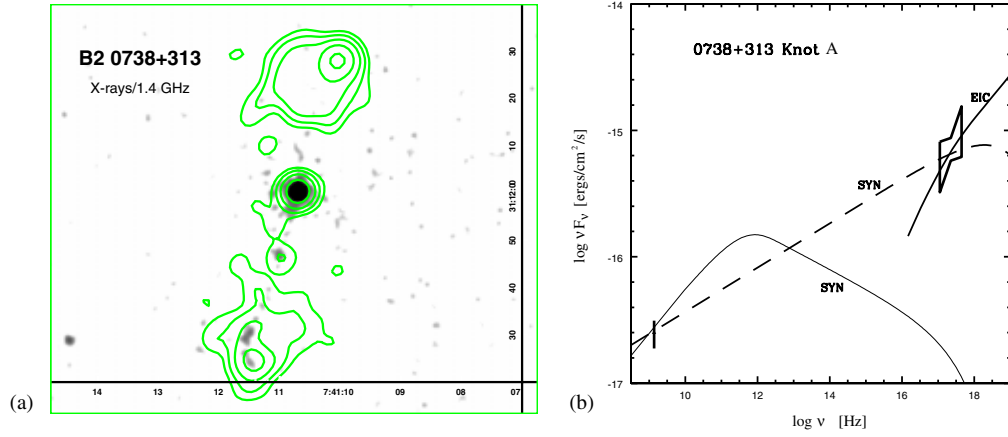 B2 0738+313
X-rays/1.4 GHz
30
20
10
31:12:00
50
40
30
14 13 12 11 7:41:10 09 08 07
(a)
0738+313 Knot A
EIC
SYN
SYN
-14
-15
-16
-17
10 12 14 16 18
log ν [Hz]
log νFν [ergs/cm²/s]
(b)